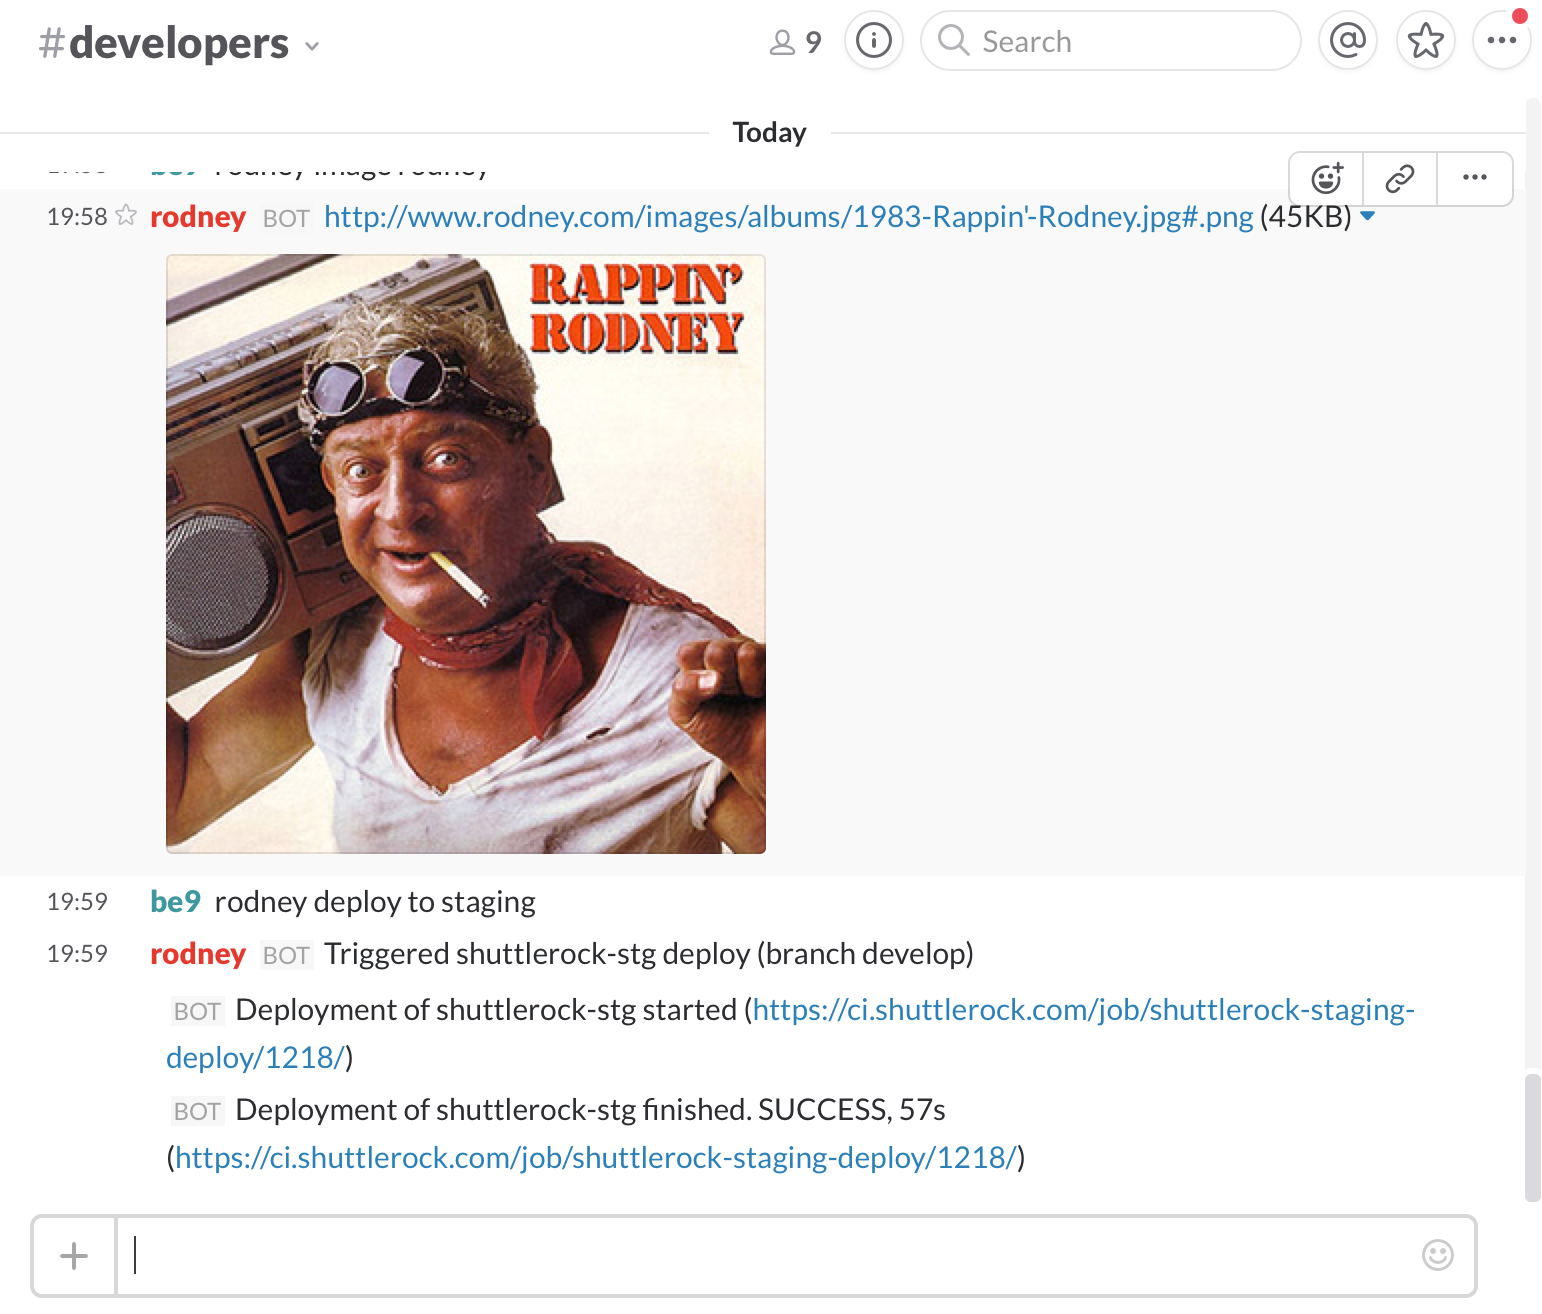 #developers
9
Search
Today
be9 rodney image rodney
19:58 rodney BOT http://www.rodney.com/images/albums/1983-Rappin'-Rodney.jpg#.png (45KB)
RAPPIN'
RODNEY
19:59 be9 rodney deploy to staging
19:59 rodney BOT Triggered shuttlerock-stg deploy (branch develop)
BOT Deployment of shuttlerock-stg started (https://ci.shuttlerock.com/job/shuttlerock-staging-
deploy/1218/)
BOT Deployment of shuttlerock-stg finished. SUCCESS, 57s
(https://ci.shuttlerock.com/job/shuttlerock-staging-deploy/1218/)